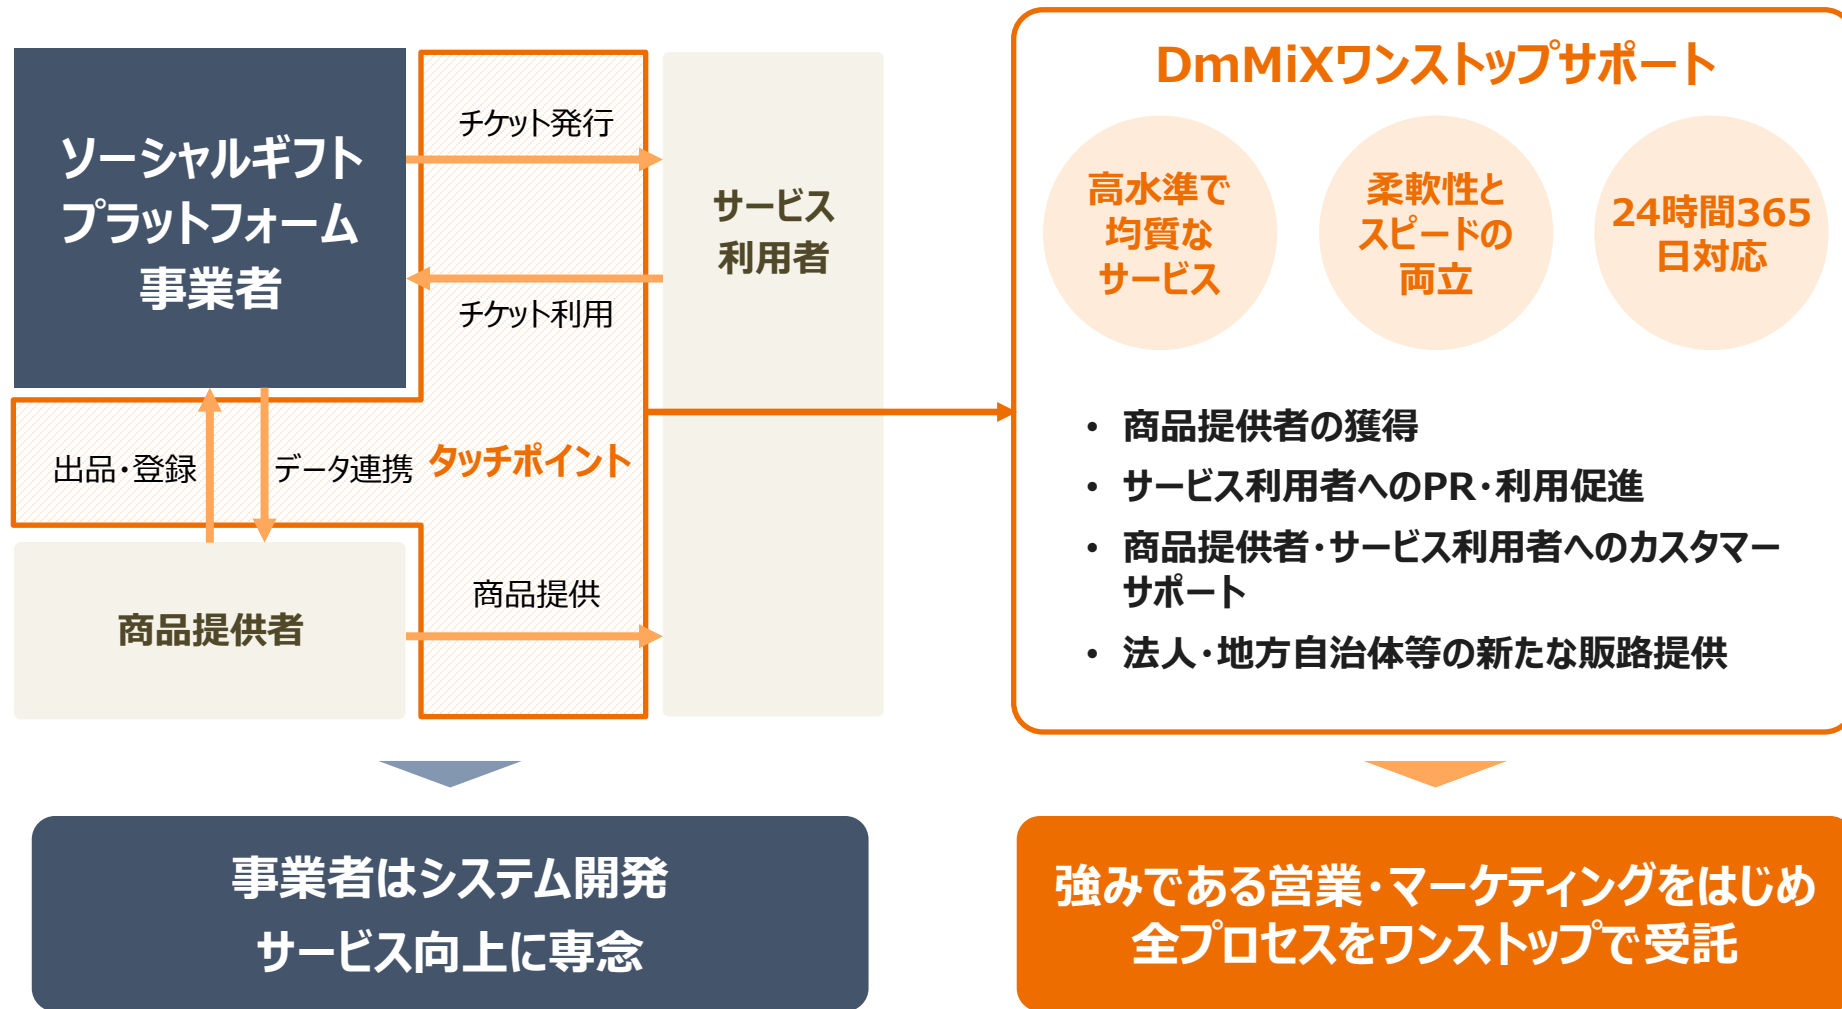 ソーシャルギフト
プラットフォーム
事業者
チケット発行
チケット利用
サービス
利用者
出品・登録
データ連携
タッチポイント
商品提供者
商品提供
事業者はシステム開発
サービス向上に専念
DmMiXワンストップサポート
高水準で
均質な
サービス
柔軟性と
スピードの
両立
24時間365
日対応
• 商品提供者の獲得
• サービス利用者へのPR・利用促進
• 商品提供者・サービス利用者へのカスタマー
サポート
• 法人・地方自治体等の新たな販路提供
強みである営業・マーケティングをはじめ
全プロセスをワンストップで受託